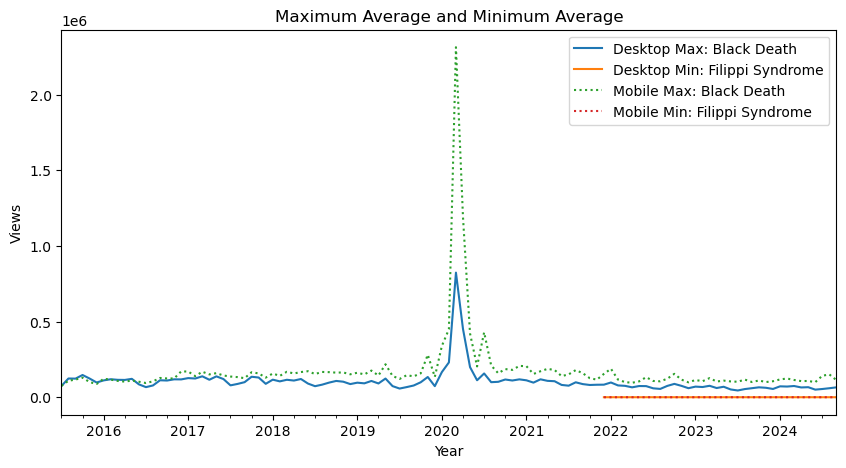 Maximum Average and Minimum Average
1e6
Desktop Max: Black Death
Desktop Min: Filippi Syndrome
Mobile Max: Black Death
Mobile Min: Filippi Syndrome
2.0
1.5
1.0
0.5
0.0
Views
2016 2017 2018 2019 2020 2021 2022 2023 2024
Year